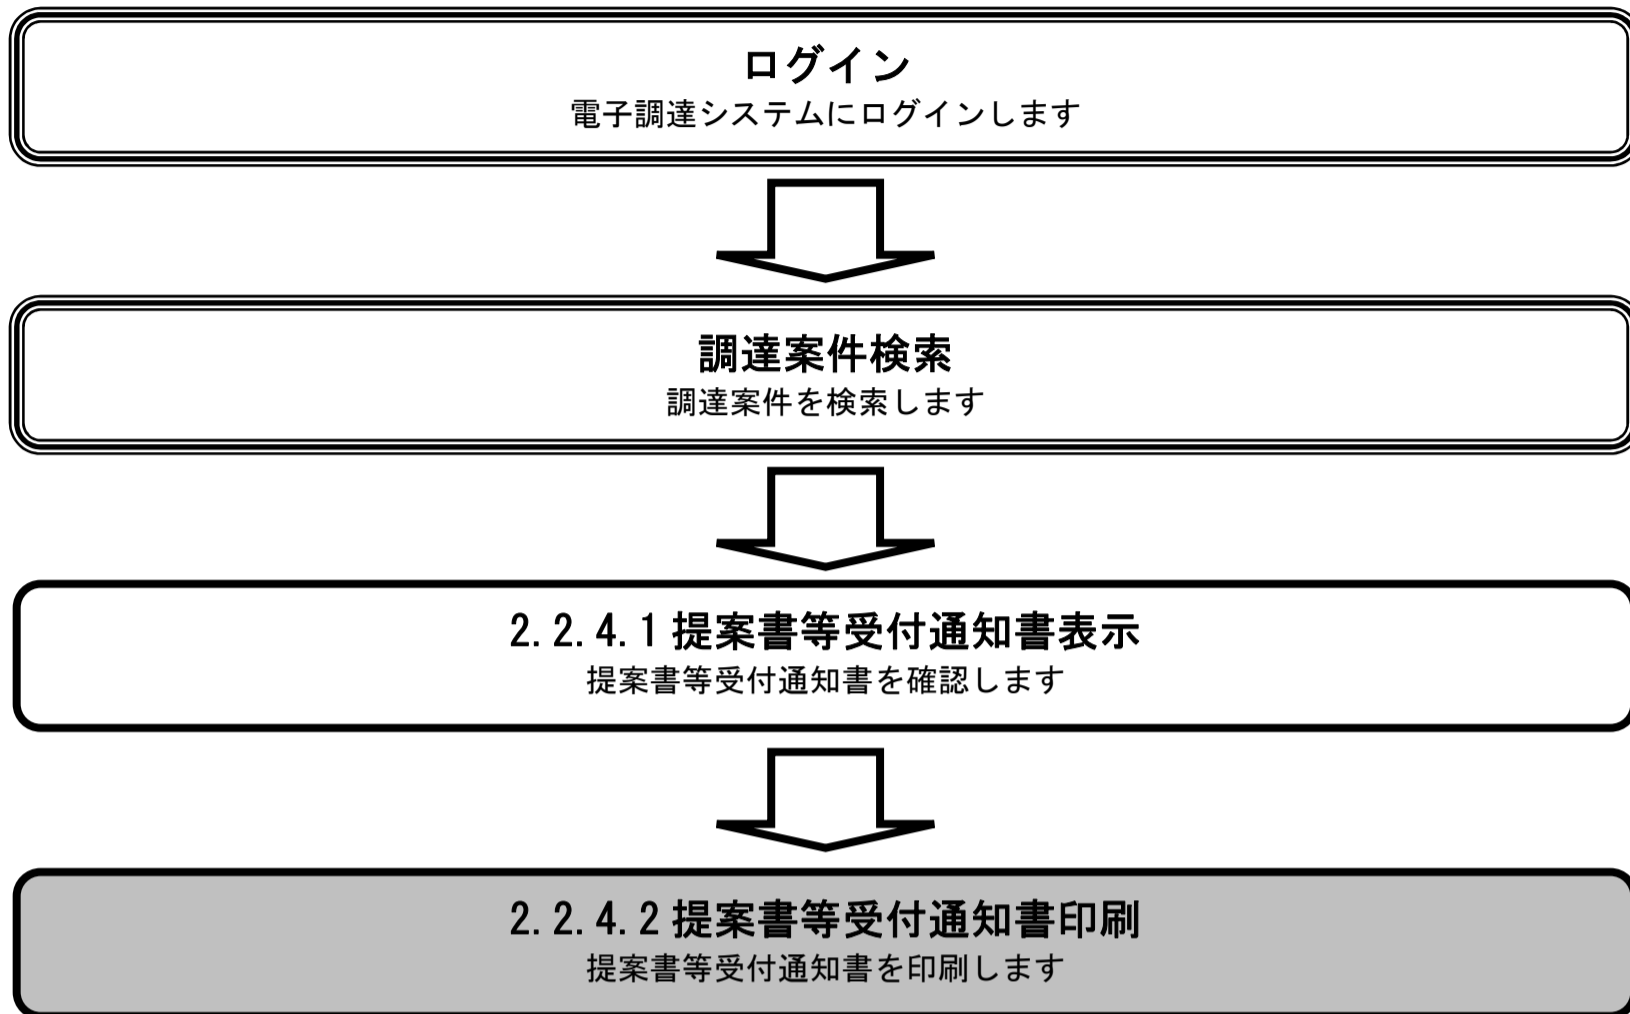 ログイン
電子調達システムにログインします
調達案件検索
調達案件を検索します
2.2.4.1 提案書等受付通知書表示
提案書等受付通知書を確認します
2.2.4.2 提案書等受付通知書印刷
提案書等受付通知書を印刷します